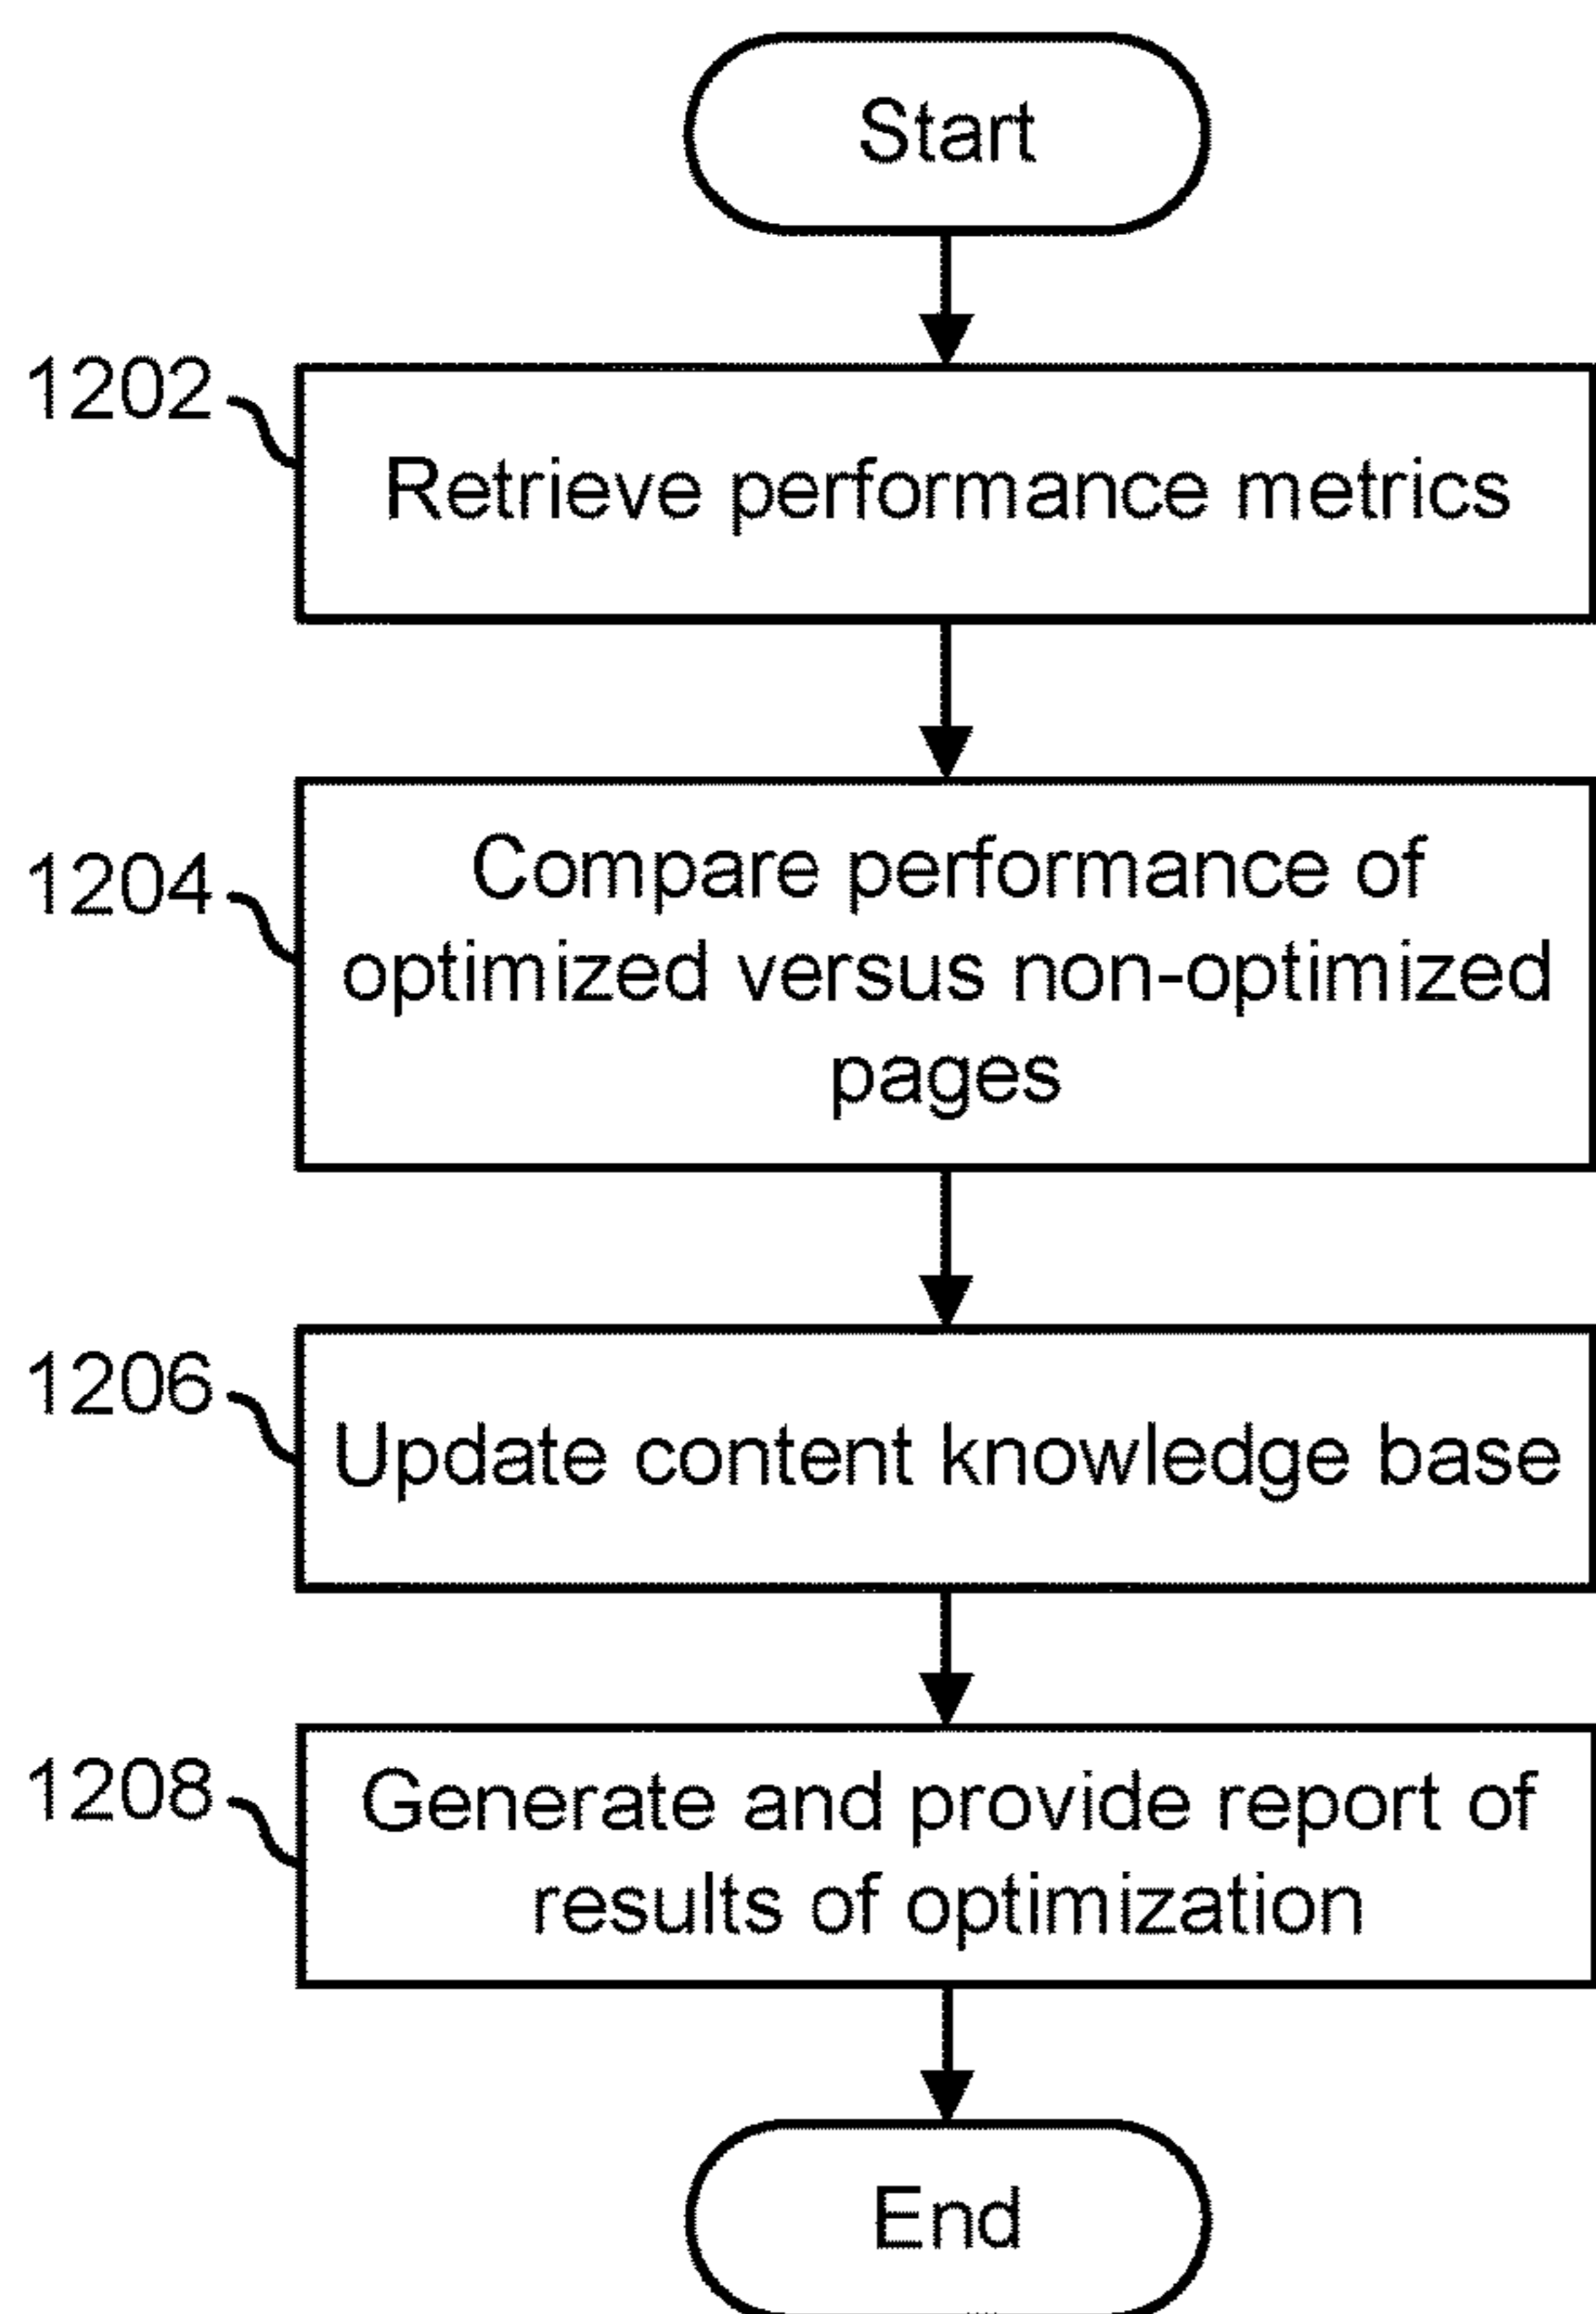 Start
1202
Retrieve performance metrics
1204
Compare performance of
optimized versus non-optimized
pages
1206
Update content knowledge base
1208
Generate and provide report of
results of optimization
End